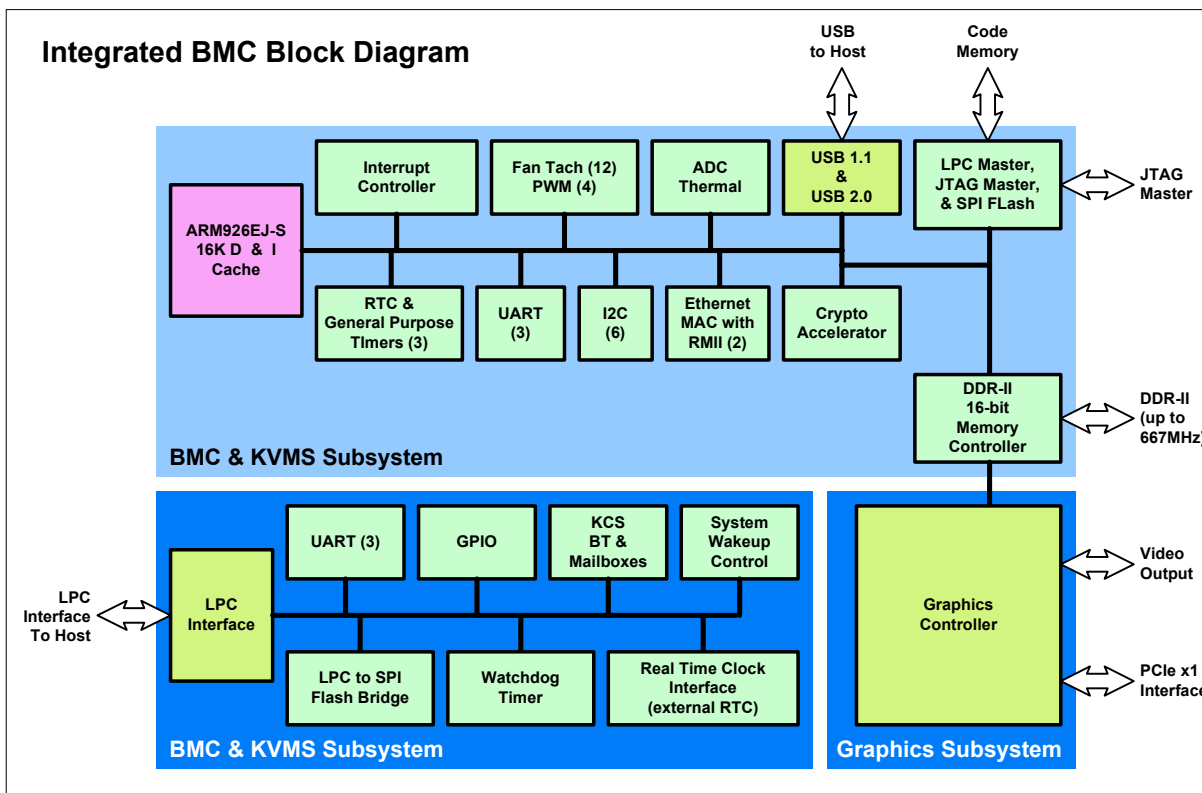 Integrated BMC Block Diagram
USB
to Host
Code
Memory
Interrupt
Controller
Fan Tach (12)
PWM (4)
ADC
Thermal
USB 1.1
&
USB 2.0
LPC Master,
JTAG Master,
& SPI FLash
JTAG
Master
ARM926EJ-S
16K D & I
Cache
RTC &
General Purpose
TImers (3)
UART
(3)
I2C
(6)
Ethernet
MAC with
RMII (2)
Crypto
Accelerator
DDR-II
16-bit
Memory
Controller
DDR-II
(up to
667MHz)
BMC & KVMS Subsystem
UART (3)
GPIO
KCS
BT &
Mailboxes
System
Wakeup
Control
LPC
Interface
To Host
LPC
Interface
LPC to SPI
Flash Bridge
Watchdog
Timer
Real Time Clock
Interface
(external RTC)
BMC & KVMS Subsystem
Graphics
Controller
Video
Output
PCIe x1
Interface
Graphics Subsystem